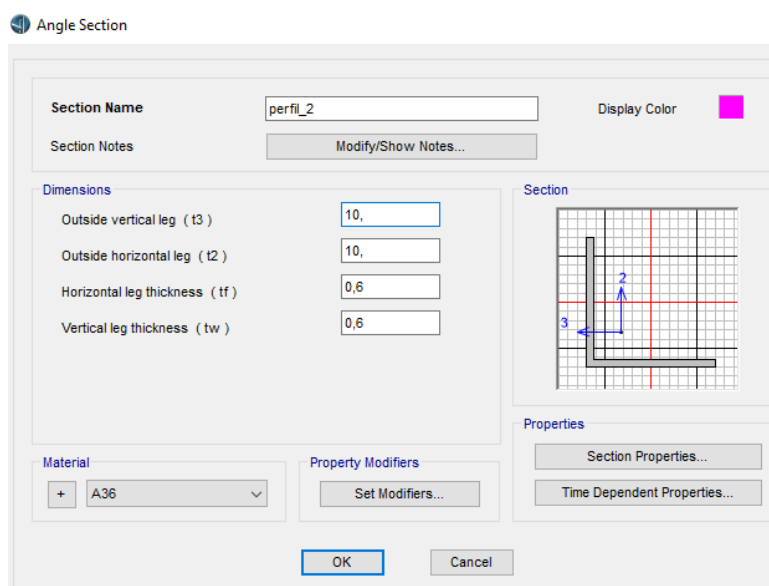 Angle Section
Section Name perfil_2 Display Color
Section Notes Modify/Show Notes...
Dimensions
Outside vertical leg ( t3 ) 10,
Outside horizontal leg ( t2 ) 10,
Horizontal leg thickness ( tf ) 0,6
Vertical leg thickness ( tw ) 0,6
Section
2
3
Properties
Section Properties...
Time Dependent Properties...
Material
+ A36
Property Modifiers
Set Modifiers...
OK Cancel